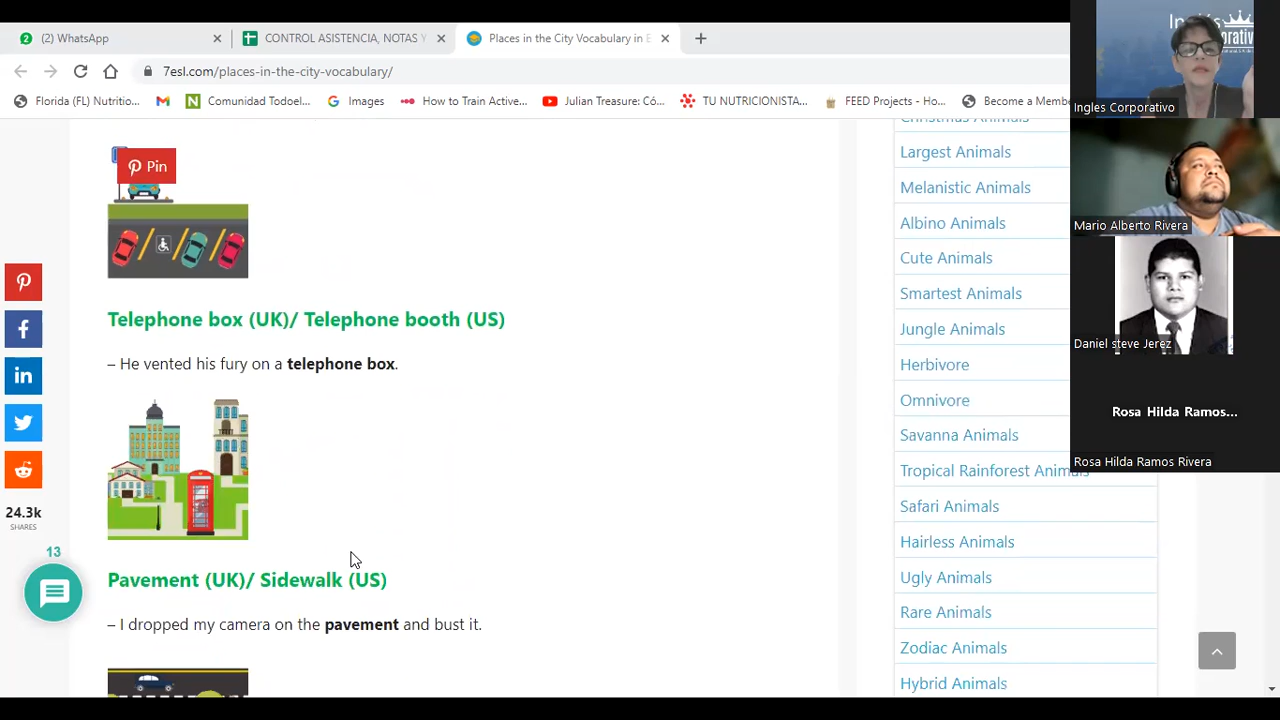 (2) WhatsApp
CONTROL ASISTENCIA, NOTAS Y
Places in the City Vocabulary in E
7esl.com/places-in-the-city-vocabulary/
Florida (FL) Nutritio...
Comunidad Todoel...
Images
How to Train Active...
Julian Treasure: Có...
TU NUTRICIONISTA...
FEED Projects - Ho...
Become a Membe
Ingles Corporativo
Mario Alberto Rivera
Daniel steve Jerez
Rosa Hilda Ramos...
Rosa Hilda Ramos Rivera
Pin
Telephone box (UK)/ Telephone booth (US)
– He vented his fury on a telephone box.
Pavement (UK)/ Sidewalk (US)
– I dropped my camera on the pavement and bust it.
24.3k
SHARES
13
Christmas Animals
Largest Animals
Melanistic Animals
Albino Animals
Cute Animals
Smartest Animals
Jungle Animals
Herbivore
Omnivore
Savanna Animals
Tropical Rainforest Animals
Safari Animals
Hairless Animals
Ugly Animals
Rare Animals
Zodiac Animals
Hybrid Animals